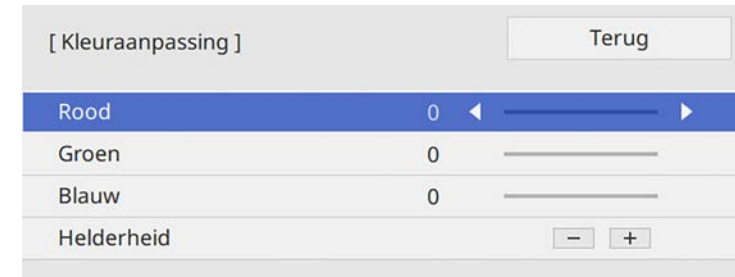 [ Kleuraanpassing ] Terug
Rood 0
Groen 0
Blauw 0
Helderheid − +